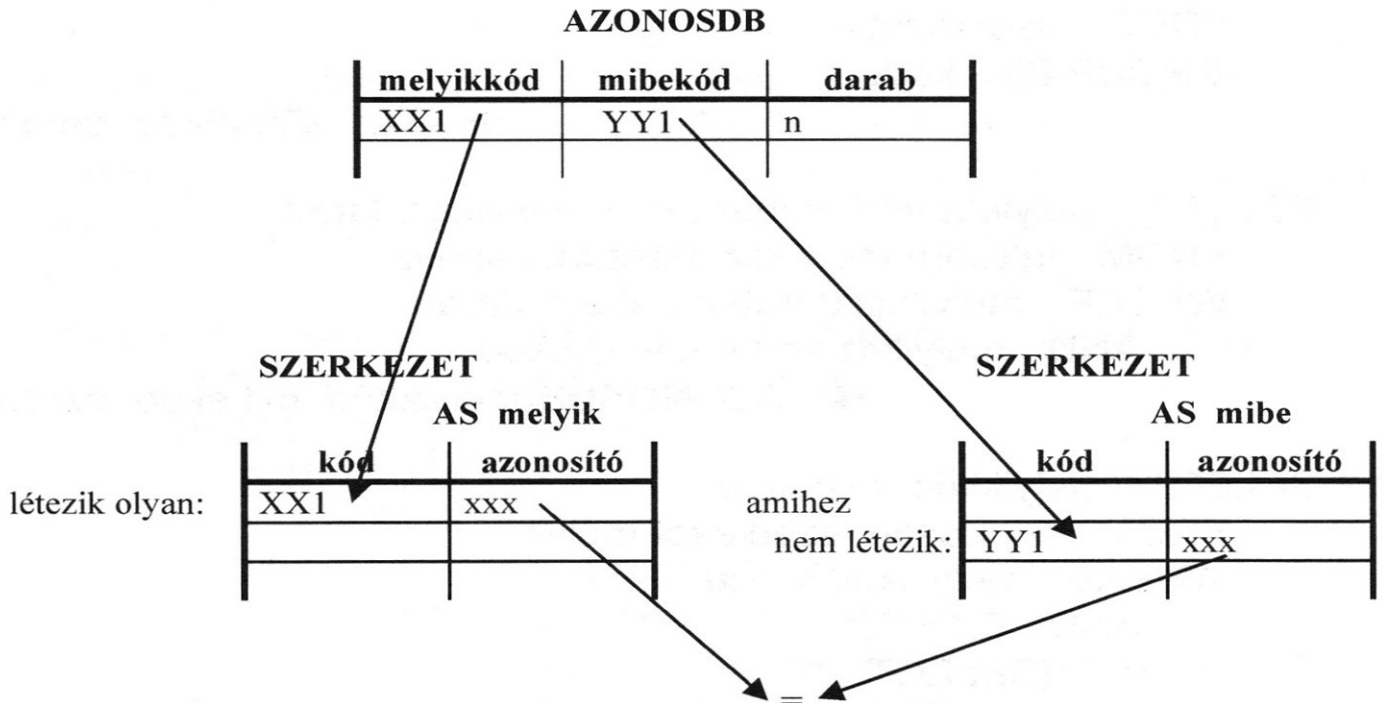 AZONOSDB
melyikkód mibekód darab
XX1 YY1 n
SZERKEZET
AS melyik
kód azonosító
létezik olyan: XX1 xxx
SZERKEZET
AS mibe
kód azonosító
amihez
nem létezik: YY1 xxx
=